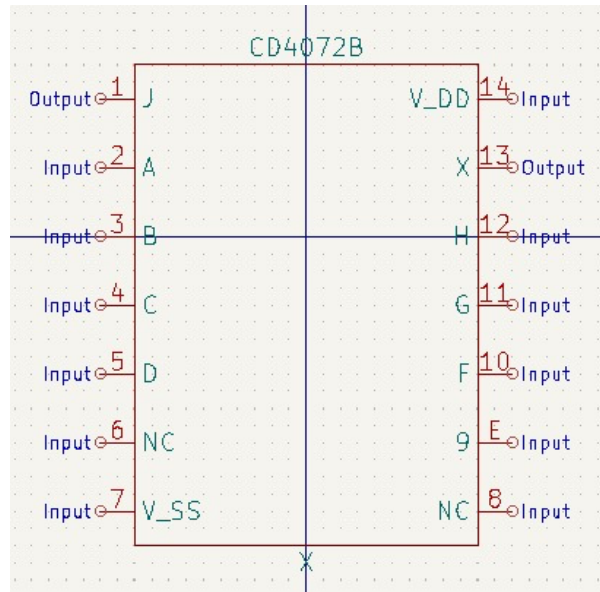 CD4072B
Output 1 J V_DD 14 Input
Input 2 A X 13 Output
Input 3 B H 12 Input
Input 4 C G 11 Input
Input 5 D F 10 Input
Input 6 NC 9 E Input
Input 7 V_SS NC 8 Input
X